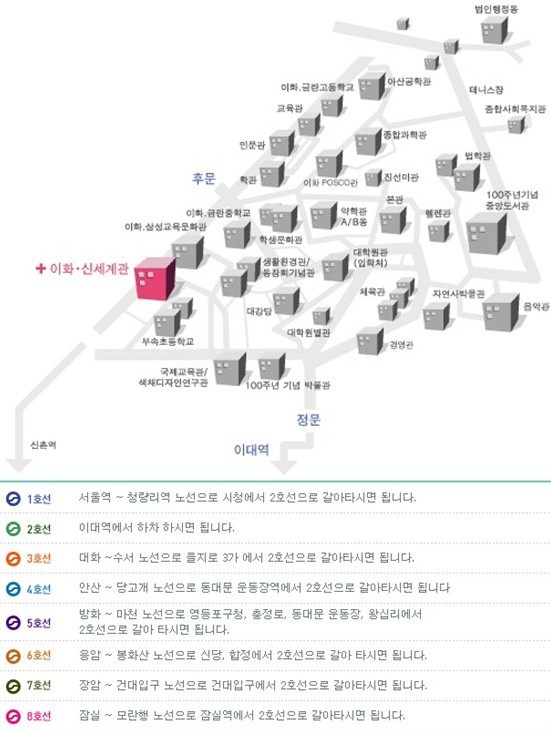 법인행정동
이화.금란고등학교
아산공학관
테니스장
교육관
종합사회복지관
인문관
종합과학관
법학관
후문
학관
이화 POSCO관
진선미관
100주년기념
중앙도서관
이화.금란중학교
약학관
A/B동
본관
헬렌관
이화.삼성교육문화관
학생문화관
+ 이화·신세계관
생활환경관/
동창회기념관
대학원관
(입학처)
체육관
자연사박물관
음악관
대강당
대학원별관
부속초등학교
경영관
국제교육관/
색채디자인연구관
100주년 기념 박물관
정문
신촌역
이대역
1호선 서울역 ~ 청량리역 노선으로 시청에서 2호선으로 갈아타시면 됩니다.
2호선 이대역에서 하차 하시면 됩니다.
3호선 대화 ~수서 노선으로 을지로 3가 에서 2호선으로 갈아타시면 됩니다.
4호선 안산 ~ 당고개 노선으로 동대문 운동장역에서 2호선으로 갈아타시면 됩니다
5호선 방화 ~ 마천 노선으로 영등포구청, 충정로, 동대문 운동장, 왕십리에서
2호선으로 갈아 타시면 됩니다.
6호선 응암 ~ 봉화산 노선으로 신당, 합정에서 2호선으로 갈아 타시면 됩니다.
7호선 장암 ~ 건대입구 노선으로 건대입구에서 2호선으로 갈아타시면 됩니다.
8호선 잠실 ~ 모란행 노선으로 잠실역에서 2호선으로 갈아타시면 됩니다.